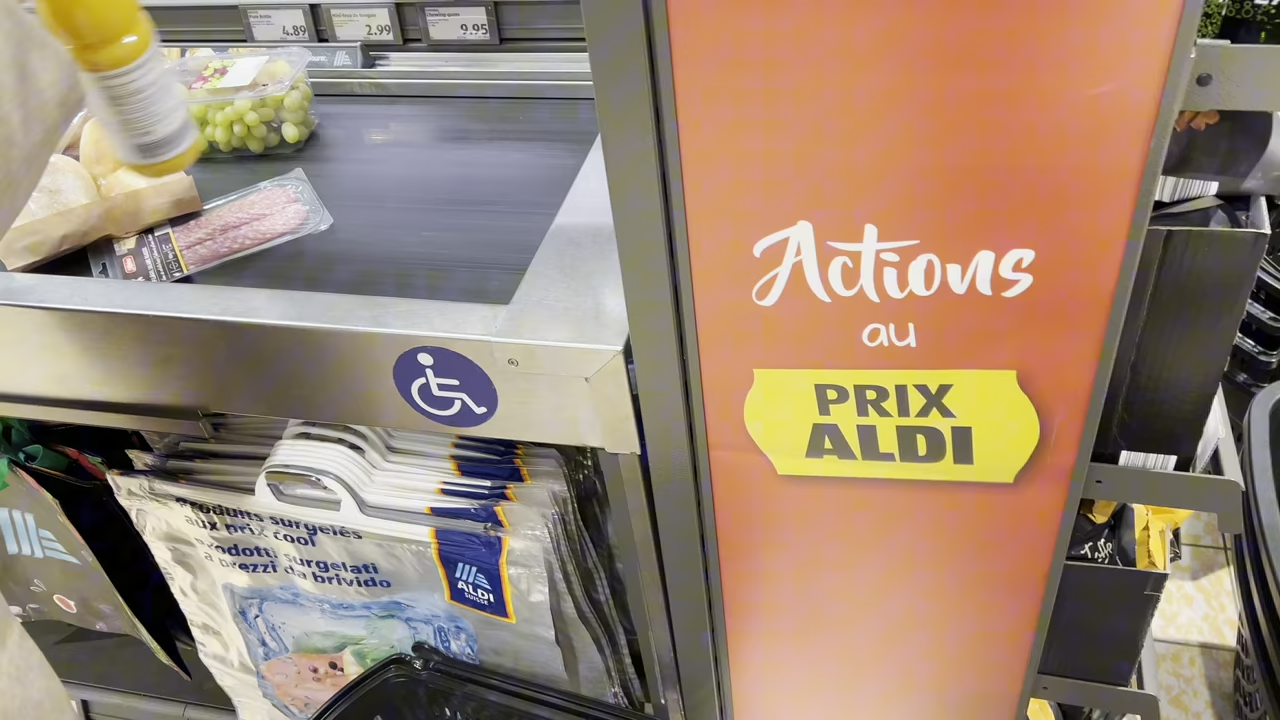 4.89
2.99
9.95
Actions
au
PRIX
ALDI
Produits surgelés
aux prix cool
Prodotti surgelati
a prezzi da brivido
ALDI
SUISSE